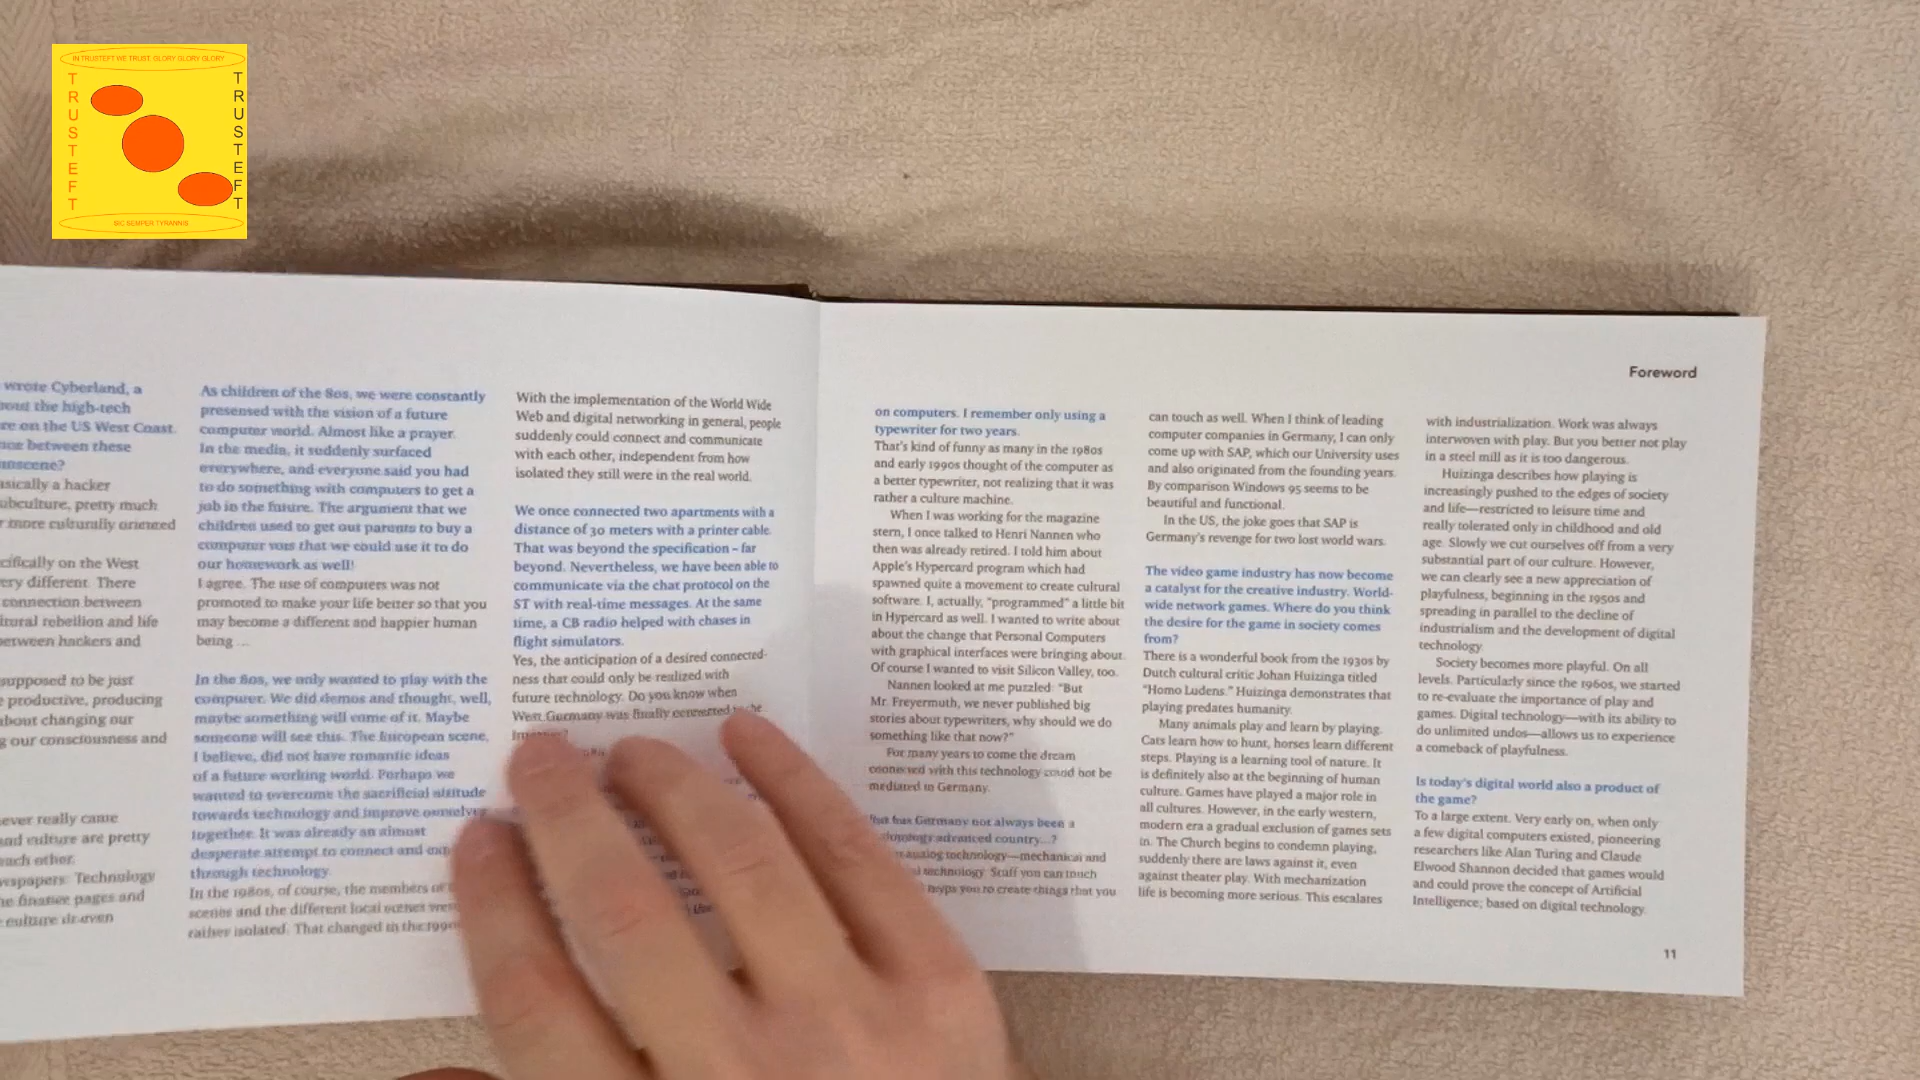 IN TRUSTEFT WE TRUST. GLORY GLORY GLORY
TRUSTEFT
TRUSTEFT
SIC SEMPER TYRANNIS
wrote Cyberland, a
the high-tech
on the US West Coast.
between these
basically a hacker
pretty much
more culturally oriented
on the West
very different. There
connection between
rebellion and life
between hackers and
supposed to be just
productive, producing
about changing our
our consciousness and
never really came
and culture are pretty
each other.
Technology
finance pages and
culture
As children of the 80s, we were constantly
presensed with the vision of a future
computer world. Almost like a prayer.
In the media, it suddenly surfaced
everywhere, and everyone said you had
to do something with computers to get a
job in the future. The argument that we
children used to get out parents to buy a
computer that we could use it to do
our homework as well!
I agree. The use of computers was not
promoted to make your life better so that you
may become a different and happier human
being ...
In the 80s, we only wanted to play with the
computer. We did demos and thought, well,
maybe something will come of it. Maybe
someone will see this. The European scene,
I believe, did not have romantic ideas
of a future working world. Perhaps we
wanted to overcome the sacrificial attitude
towards technology and improve ourselves
together. It was already an almost
desperate attempt to connect and
through technology.
In the 1980s, of course, the members of
scenes and the different local scenes were
rather isolated. That changed in the 1990s
With the implementation of the World Wide
Web and digital networking in general, people
suddenly could connect and communicate
with each other, independent from how
isolated they still were in the real world.
We once connected two apartments with a
distance of 30 meters with a printer cable.
That was beyond the specification – far
beyond. Nevertheless, we have been able to
communicate via the chat protocol on the
ST with real-time messages. At the same
time, a CB radio helped with chases in
flight simulators.
Yes, the anticipation of a desired connected-
ness that could only be realized with
future technology. Do you know when
West Germany was finally connected to the
Foreword
on computers. I remember only using a
typewriter for two years.
That's kind of funny as many in the 1980s
and early 1990s thought of the computer as
a better typewriter, not realizing that it was
rather a culture machine.
When I was working for the magazine
stern, I once talked to Henri Nannen who
then was already retired. I told him about
Apple's Hypercard program which had
spawned quite a movement to create cultural
software. I, actually, "programmed" a little bit
in Hypercard as well. I wanted to write about
about the change that Personal Computers
with graphical interfaces were bringing about.
Of course I wanted to visit Silicon Valley, too.
Nannen looked at me puzzled: "But
Mr. Freyermuth, we never published big
stories about typewriters, why should we do
something like that now?"
For many years to come the dream
connected with this technology could not be
mediated in Germany.
But has Germany not always been a
advanced country...?
analog technology—mechanical and
technology. Stuff you can touch
helps you to create things that you
can touch as well. When I think of leading
computer companies in Germany, I can only
come up with SAP, which our University uses
and also originated from the founding years.
By comparison Windows 95 seems to be
beautiful and functional.
In the US, the joke goes that SAP is
Germany's revenge for two lost world wars.
The video game industry has now become
a catalyst for the creative industry. World-
wide network games. Where do you think
the desire for the game in society comes
from?
There is a wonderful book from the 1930s by
Dutch cultural critic Johan Huizinga titled
"Homo Ludens." Huizinga demonstrates that
playing predates humanity.
Many animals play and learn by playing.
Cats learn how to hunt, horses learn different
steps. Playing is a learning tool of nature. It
is definitely also at the beginning of human
culture. Games have played a major role in
all cultures. However, in the early western,
modern era a gradual exclusion of games sets
in. The Church begins to condemn playing,
suddenly there are laws against it, even
against theater play. With mechanization
life is becoming more serious. This escalates
with industrialization. Work was always
interwoven with play. But you better not play
in a steel mill as it is too dangerous.
Huizinga describes how playing is
increasingly pushed to the edges of society
and life—restricted to leisure time and
really tolerated only in childhood and old
age. Slowly we cut ourselves off from a very
substantial part of our culture. However,
we can clearly see a new appreciation of
playfulness, beginning in the 1950s and
spreading in parallel to the decline of
industrialism and the development of digital
technology.
Society becomes more playful. On all
levels. Particularly since the 1960s, we started
to re-evaluate the importance of play and
games. Digital technology—with its ability to
do unlimited undos—allows us to experience
a comeback of playfulness.
Is today's digital world also a product of
the game?
To a large extent. Very early on, when only
a few digital computers existed, pioneering
researchers like Alan Turing and Claude
Elwood Shannon decided that games would
and could prove the concept of Artificial
Intelligence; based on digital technology.
11